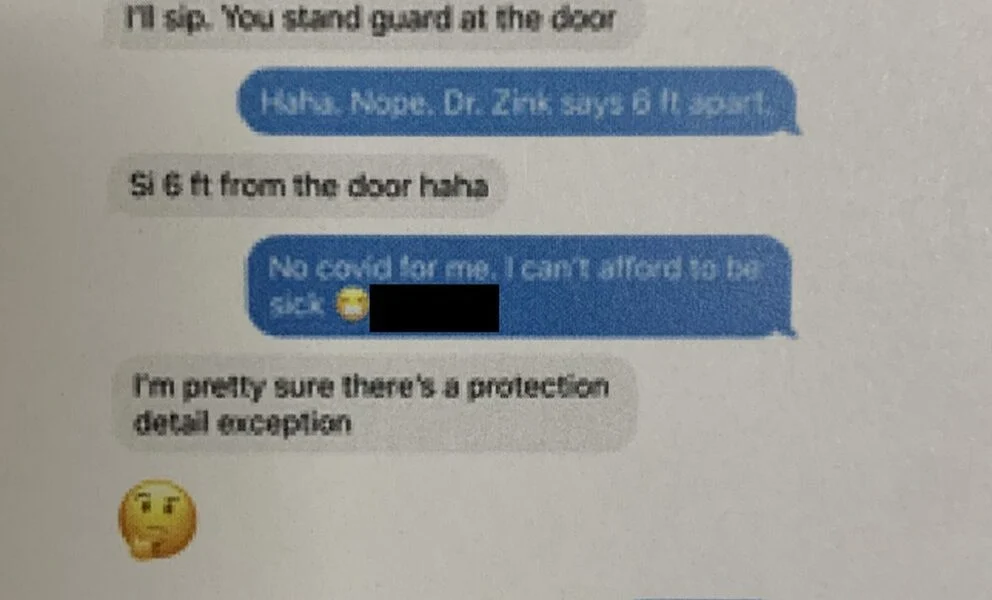 I'll sip. You stand guard at the door
Haha. Nope. Dr. Zink says 6 ft apart.
Si 6 ft from the door haha
No covid for me. I can't afford to be
sick
I'm pretty sure there's a protection
detail exception